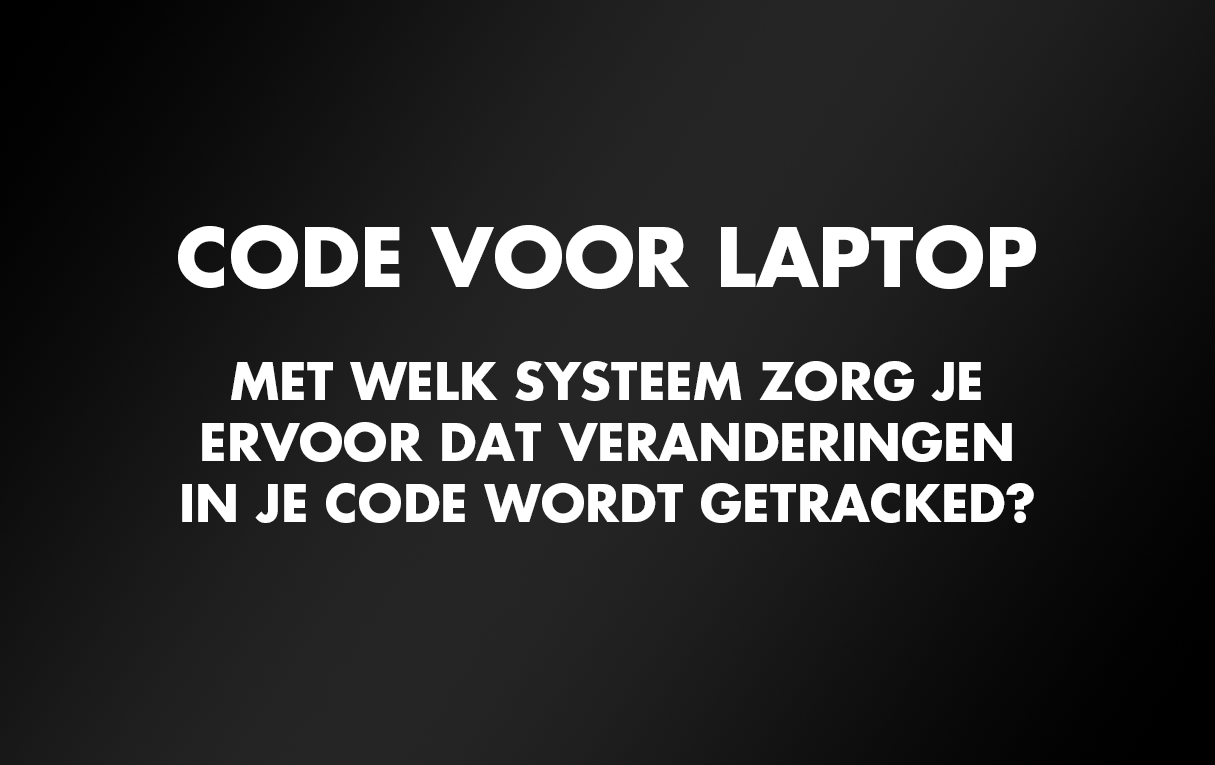 CODE VOOR LAPTOP
MET WELK SYSTEEM ZORG JE
ERVOOR DAT VERANDERINGEN
IN JE CODE WORDT GETRACKED?